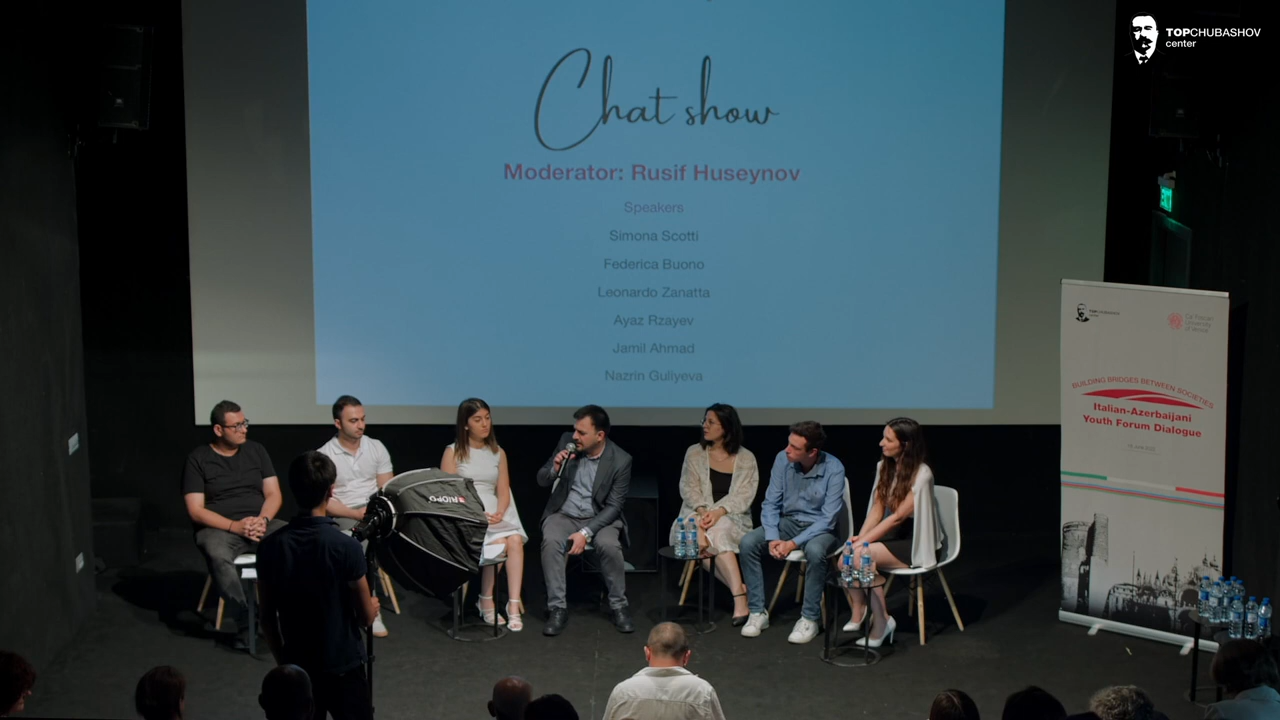 TOPCHUBASHOV
center
Chat show
Moderator: Rusif Huseynov
Speakers
Simona Scotti
Federica Buono
Leonardo Zanatta
Ayaz Rzayev
Jamil Ahmad
Nazrin Guliyeva
BUILDING BRIDGES BETWEEN SOCIETIES
Italian-Azerbaijani
Youth Forum Dialogue